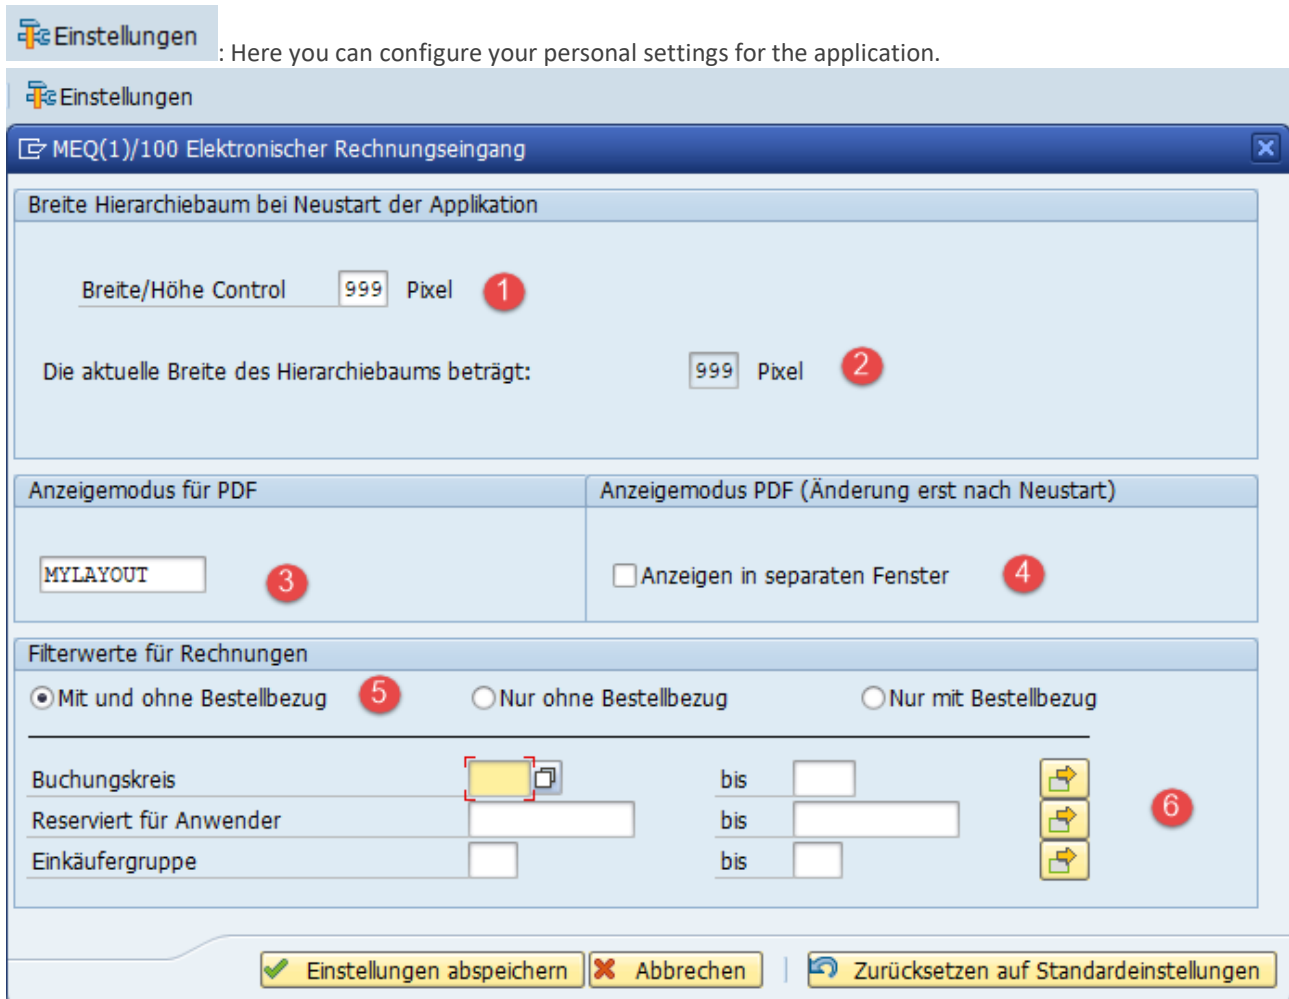 Einstellungen : Here you can configure your personal settings for the application.
Einstellungen
MEQ(1)/100 Elektronischer Rechnungseingang
Breite Hierarchiebaum bei Neustart der Applikation
Breite/Höhe Control 999 Pixel 1
Die aktuelle Breite des Hierarchiebaums beträgt: 999 Pixel 2
Anzeigemodus für PDF Anzeigemodus PDF (Änderung erst nach Neustart)
MYLAYOUT 3 Anzeigen in separaten Fenster 4
Filterwerte für Rechnungen
Mit und ohne Bestellbezug 5 Nur ohne Bestellbezug Nur mit Bestellbezug
Buchungskreis bis
Reserviert für Anwender bis 6
Einkäufergruppe bis
Einstellungen abspeichern Abbrechen Zurücksetzen auf Standardeinstellungen